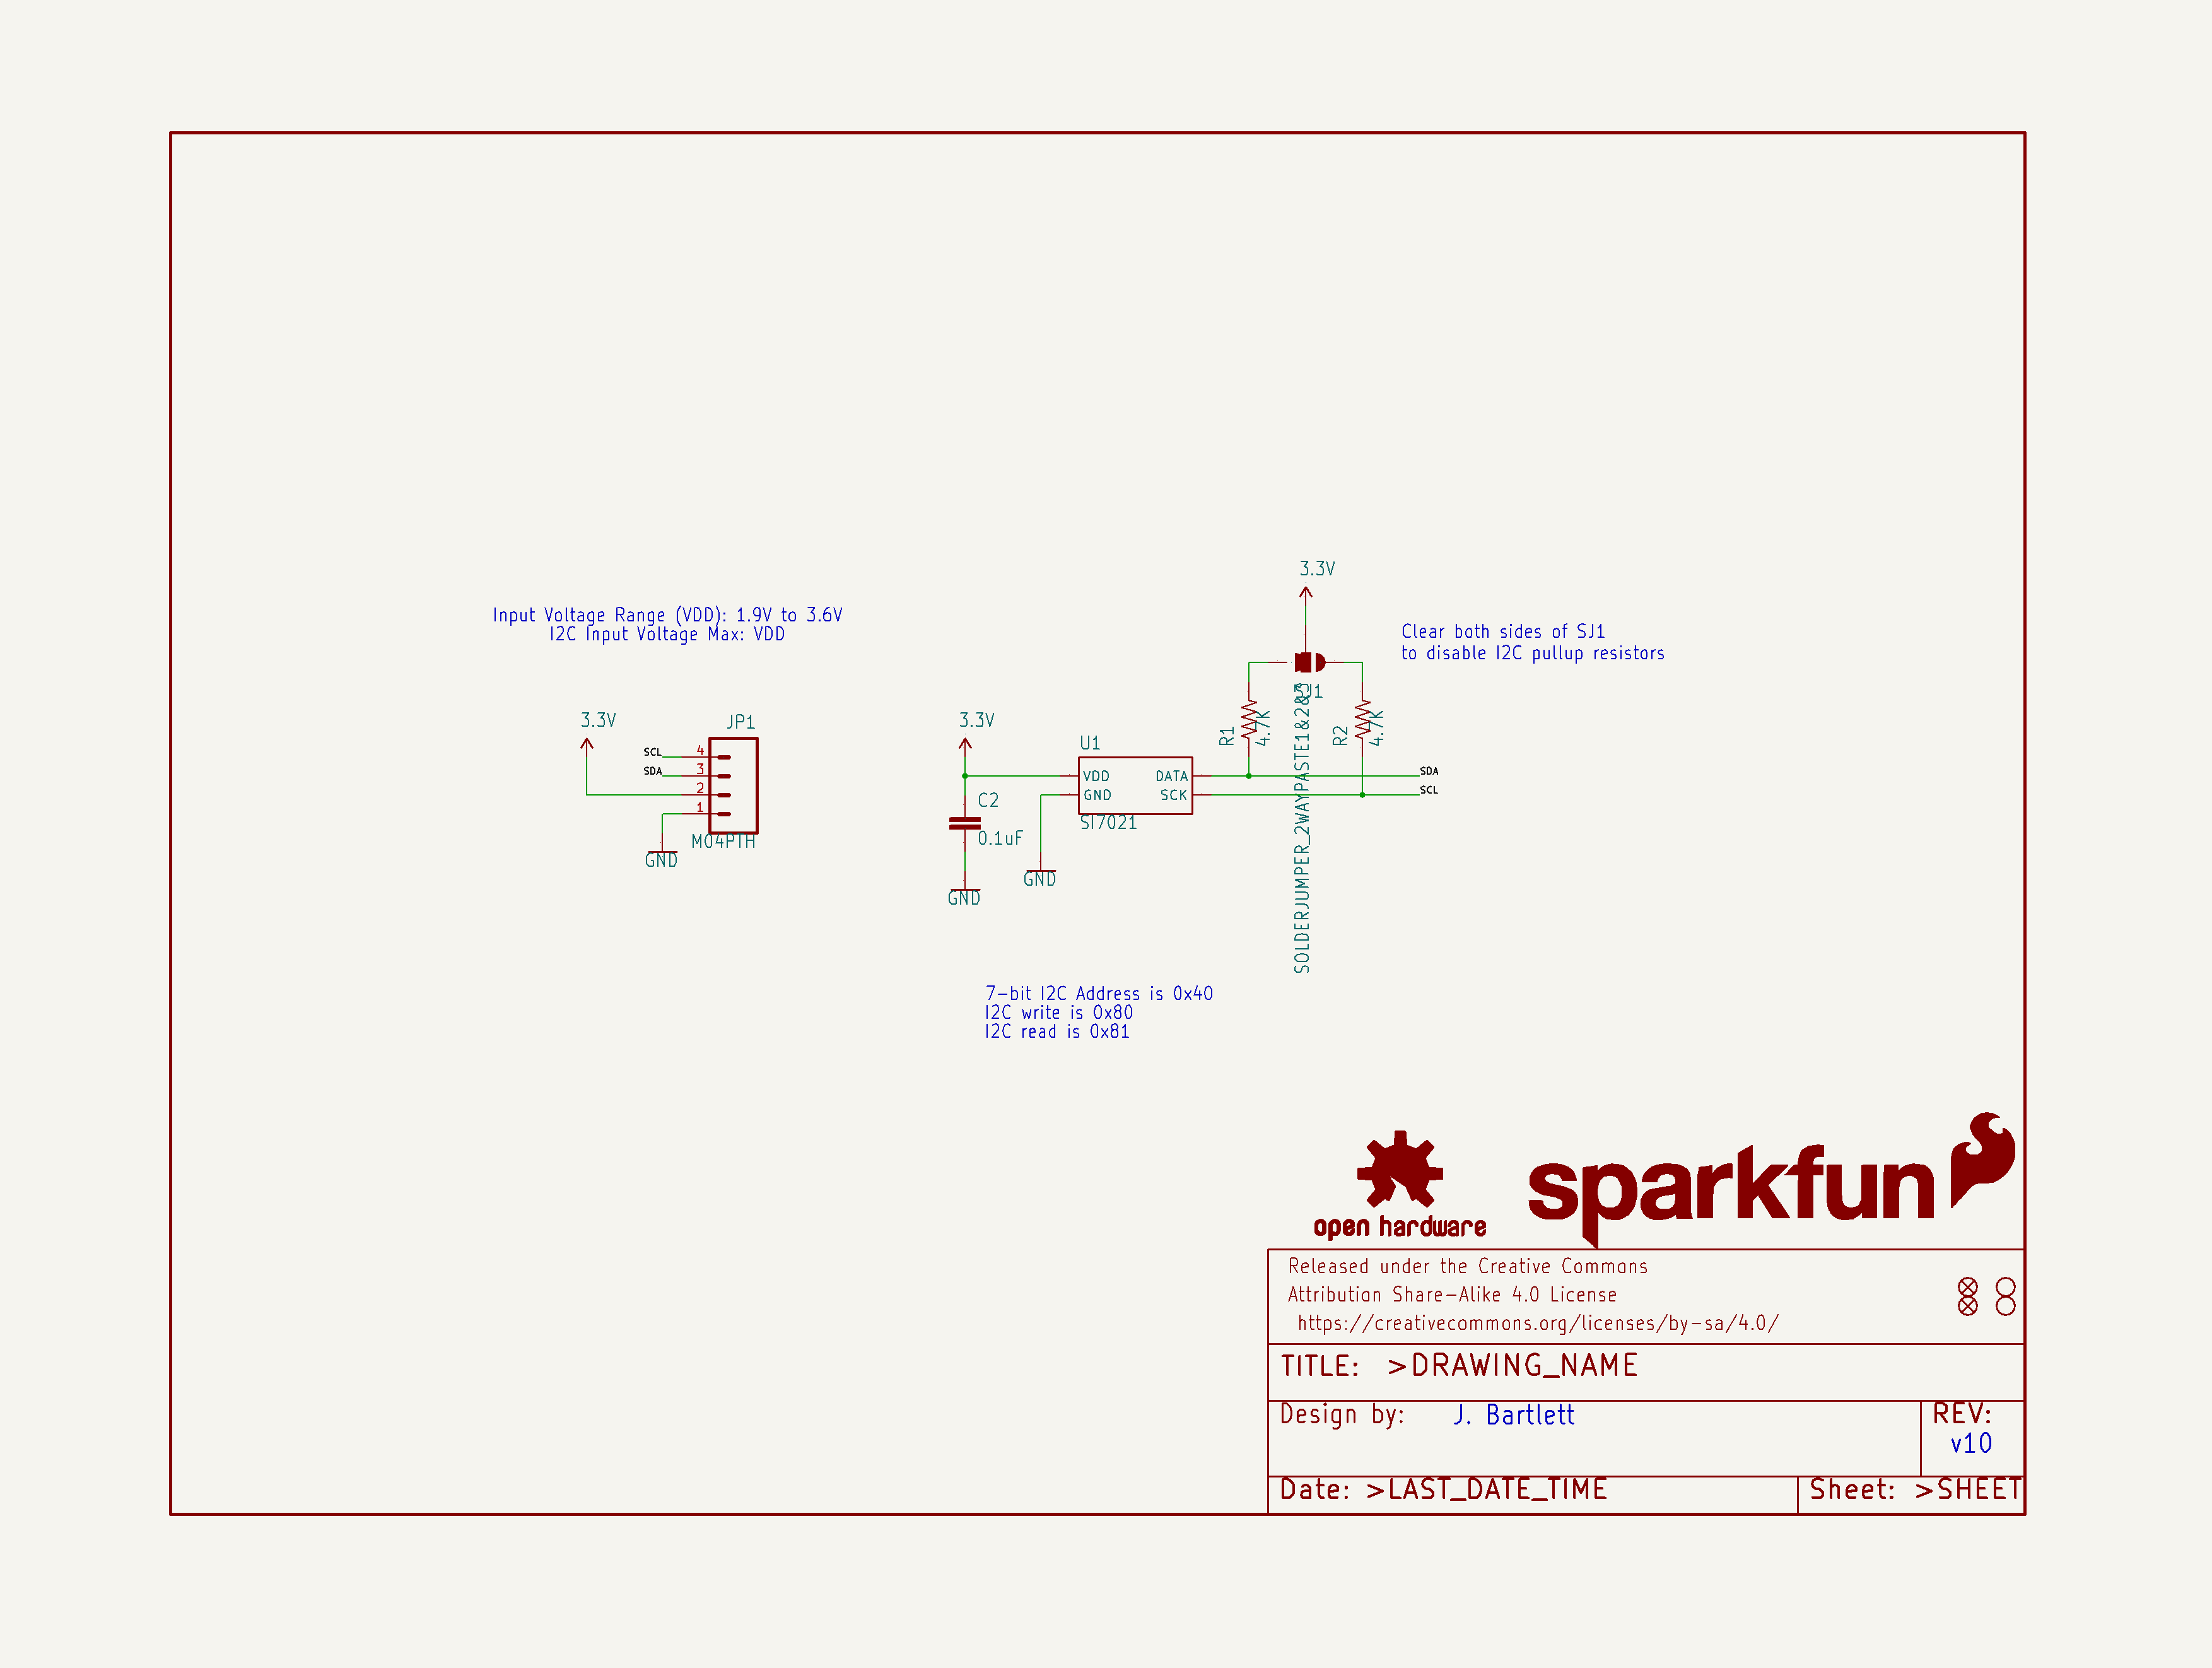 3.3V
Input Voltage Range (VDD): 1.9V to 3.6V
I2C Input Voltage Max: VDD
Clear both sides of SJ1
to disable I2C pullup resistors
SJ1
SOLDERJUMPER_2WAYPASTE1&2&3
3.3V
JP1
SCL
4
SDA
3
2
1
M04PTH
GND
3.3V
C2
0.1uF
GND
GND
U1
VDD
DATA
GND
SCK
SI7021
R1
4.7K
R2
4.7K
SDA
SCL
7-bit I2C Address is 0x40
I2C write is 0x80
I2C read is 0x81
open hardware
sparkfun
Released under the Creative Commons
Attribution Share-Alike 4.0 License
https://creativecommons.org/licenses/by-sa/4.0/
TITLE: >DRAWING_NAME
Design by: J. Bartlett
REV:
v10
Date: >LAST_DATE_TIME
Sheet: >SHEET